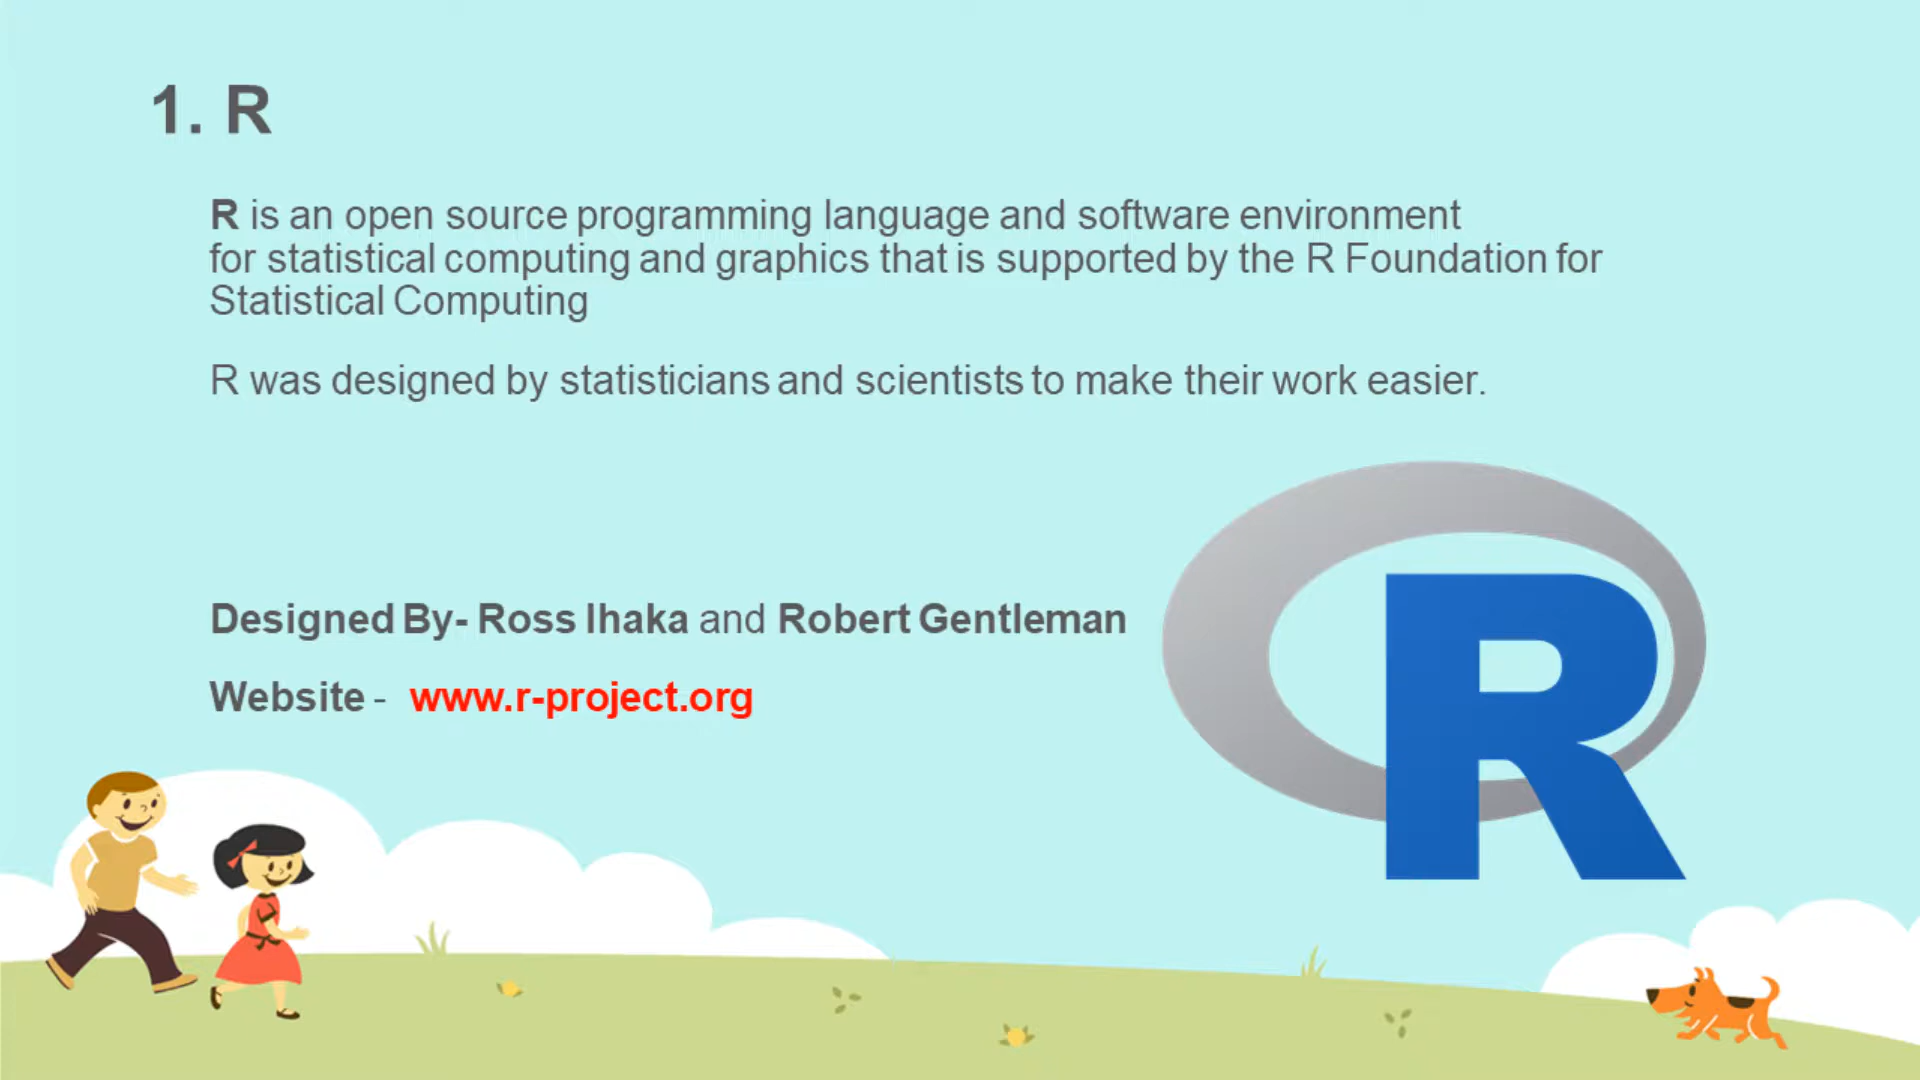 1. R
R is an open source programming language and software environment
for statistical computing and graphics that is supported by the R Foundation for
Statistical Computing
R was designed by statisticians and scientists to make their work easier.
Designed By- Ross Ihaka and Robert Gentleman
Website - www.r-project.org
R